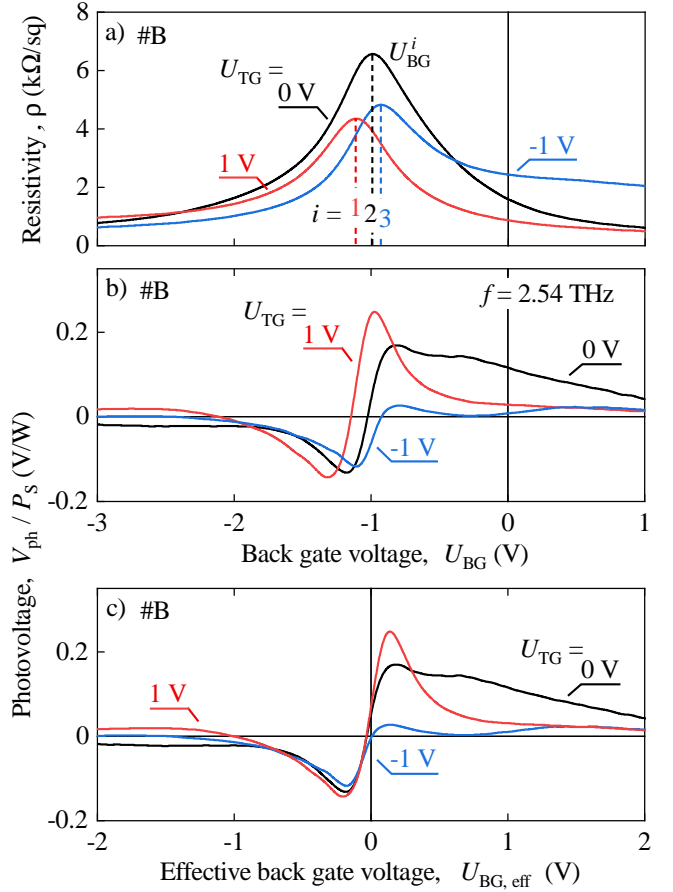 a) #B
U_BG^i
U_TG =
0 V
1 V
-1 V
i = 1 2 3
8
6
4
2
0
Resistivity , ρ (kΩ/sq)
b) #B
f = 2.54 THz
U_TG =
1 V
0 V
-1 V
0.2
0
-0.2
-3 -2 -1 0 1
Back gate voltage, U_BG (V)
Photovoltage, V_ph / P_S (V/W)
c) #B
U_TG =
0 V
1 V
-1 V
0.2
0
-0.2
-2 -1 0 1 2
Effective back gate voltage, U_BG, eff (V)